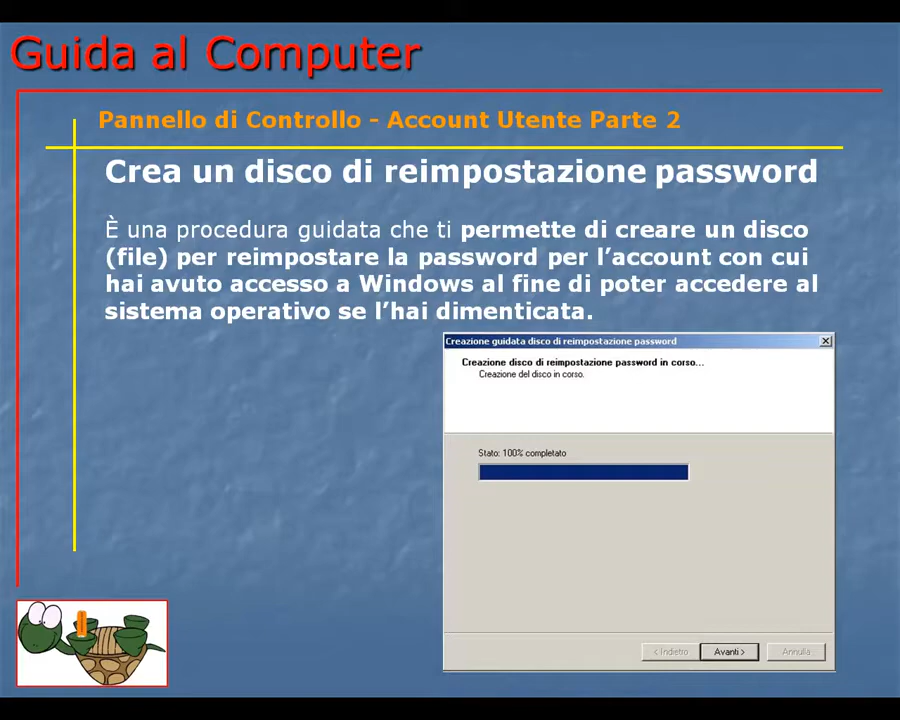 Guida al Computer
Pannello di Controllo - Account Utente Parte 2
Crea un disco di reimpostazione password
È una procedura guidata che ti permette di creare un disco
(file) per reimpostare la password per l’account con cui
hai avuto accesso a Windows al fine di poter accedere al
sistema operativo se l’hai dimenticata.
Creazione guidata disco di reimpostazione password
Creazione disco di reimpostazione password in corso...
Creazione del disco in corso.
Stato: 100% completato
< Indietro
Avanti >
Annulla